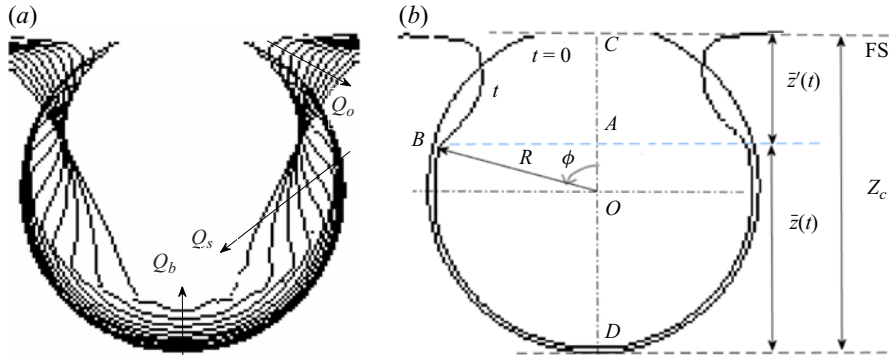 (a)
Q_o
Q_s
Q_b
(b)
C
FS
t = 0
z̄′(t)
t
A
B
R
ϕ
Z_c
O
z̄(t)
D